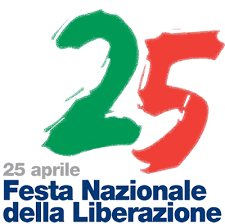 25
25 aprile
Festa Nazionale
della Liberazione